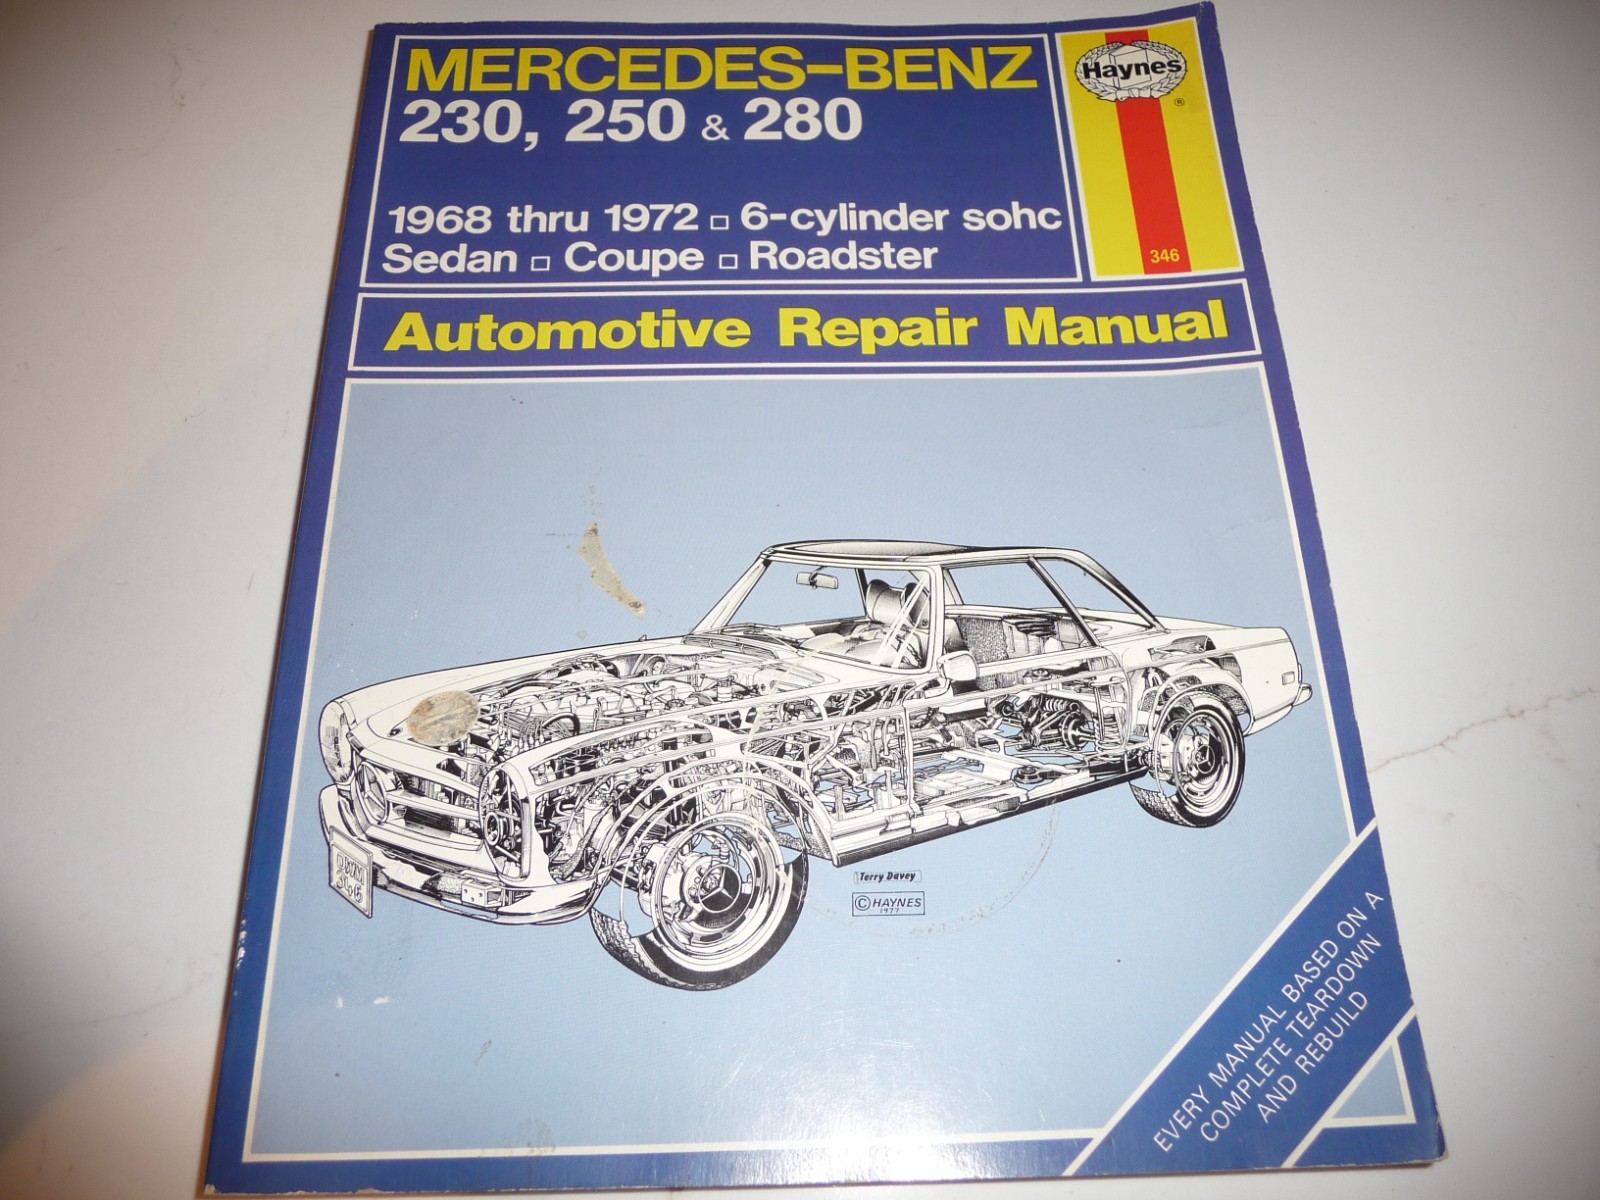 MERCEDES-BENZ
230, 250 & 280
Haynes
®
1968 thru 1972 □ 6-cylinder sohc
Sedan □ Coupe □ Roadster
346
Automotive Repair Manual
346
Terry Davey
© HAYNES
1977
EVERY MANUAL BASED ON A
COMPLETE TEARDOWN
AND REBUILD